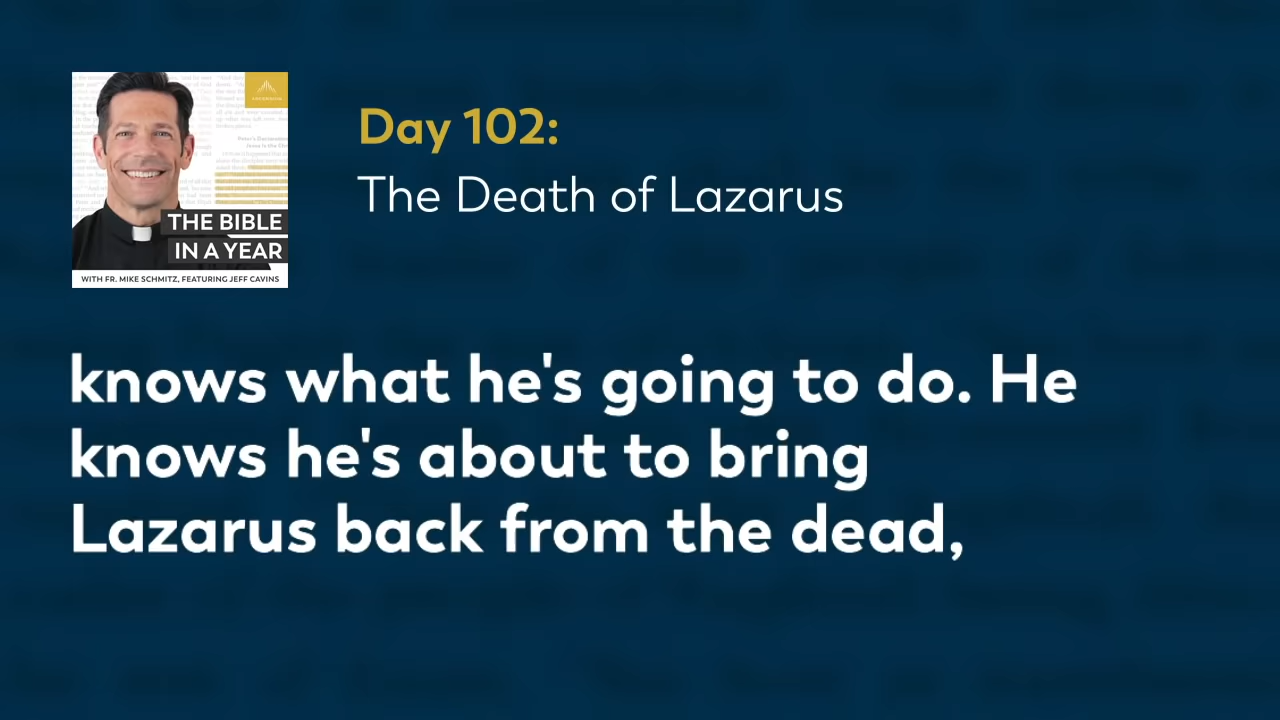 Day 102:
The Death of Lazarus
THE BIBLE
IN A YEAR
WITH FR. MIKE SCHMITZ, FEATURING JEFF CAVINS
knows what he's going to do. He
knows he's about to bring
Lazarus back from the dead,